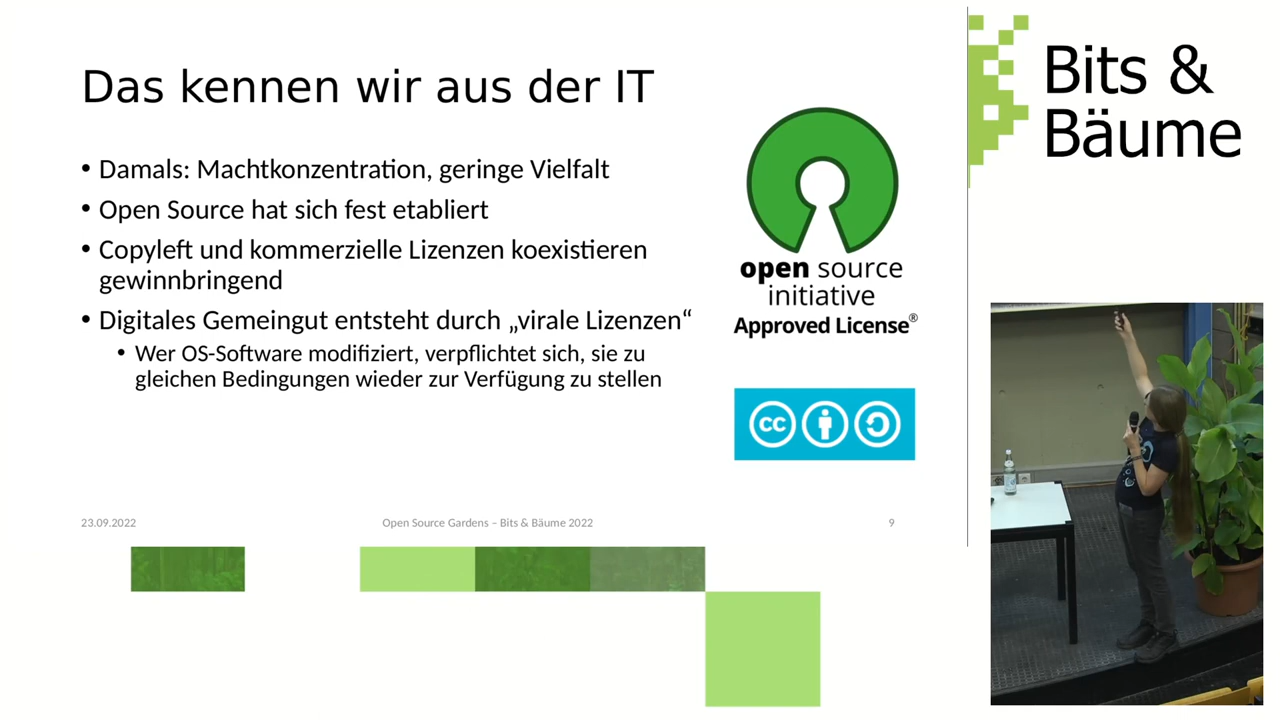 Das kennen wir aus der IT
• Damals: Machtkonzentration, geringe Vielfalt
• Open Source hat sich fest etabliert
• Copyleft und kommerzielle Lizenzen koexistieren
gewinnbringend
• Digitales Gemeingut entsteht durch „virale Lizenzen“
• Wer OS-Software modifiziert, verpflichtet sich, sie zu
gleichen Bedingungen wieder zur Verfügung zu stellen
open source
initiative
Approved License®
cc
23.09.2022
Open Source Gardens – Bits & Bäume 2022
9
Bits &
Bäume